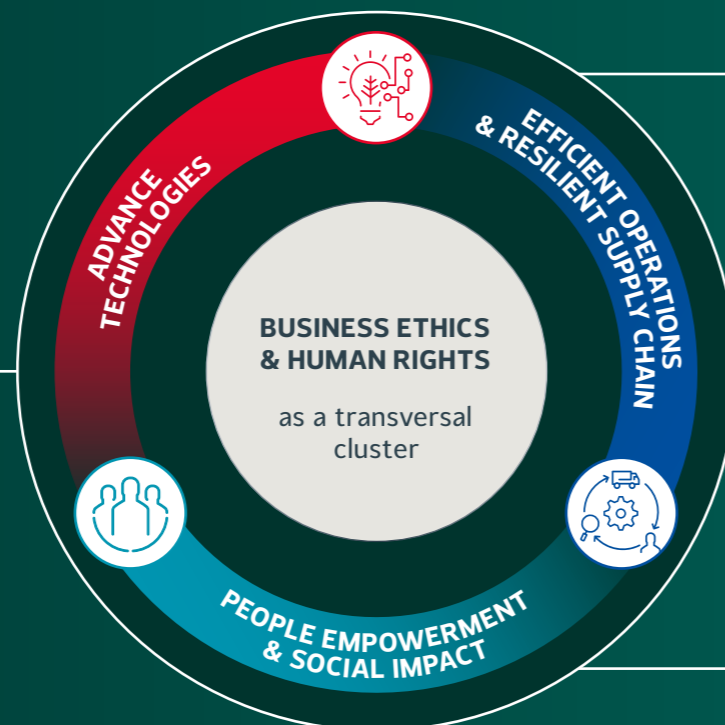 ADVANCE
TECHNOLOGIES
EFFICIENT OPERATIONS
& RESILIENT SUPPLY CHAIN
BUSINESS ETHICS
& HUMAN RIGHTS
as a transversal
cluster
PEOPLE EMPOWERMENT
& SOCIAL IMPACT